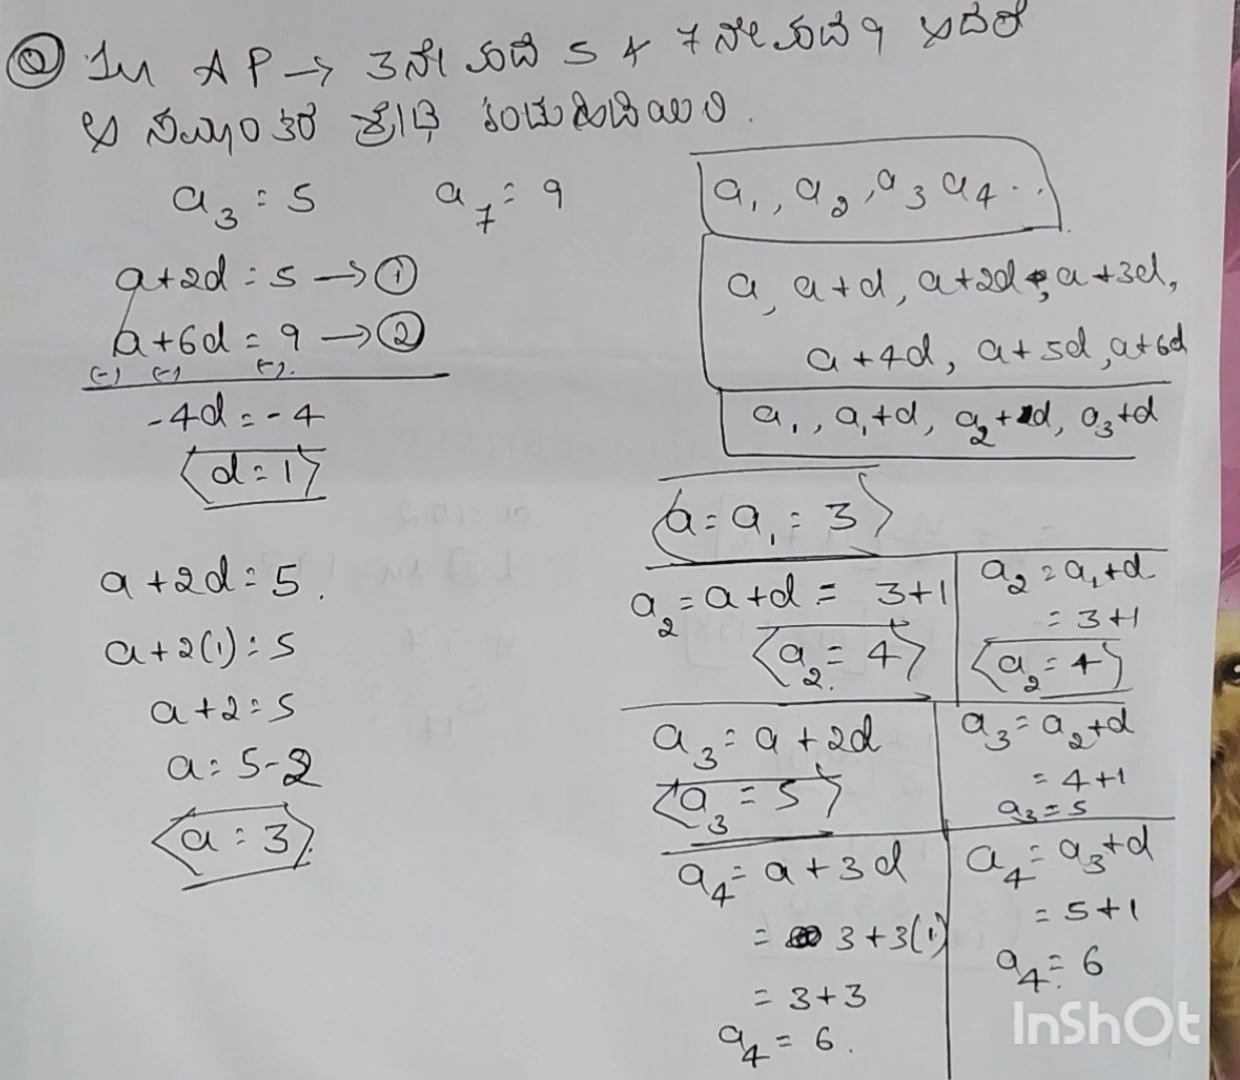 Q In AP → 3ನೇ ಪದ 5 & 7ನೇ ಪದ 9 ಆದರೆ
ಆ ಸಮಾಂತರ ಶ್ರೇಢಿ ಕಂಡುಹಿಡಿಯಿರಿ.
a₃ = 5 a₇ = 9
a+2d = 5 → ①
a+6d = 9 → ②
(-) (-) (-).
-4d = -4
d = 1
a+2d = 5.
a+2(1) = 5
a+2 = 5
a = 5-2
a = 3.
a₁, a₂, a₃ a₄ ...
a, a+d, a+2d, a+3d,
a+4d, a+5d, a+6d
a₁, a₁+d, a₂+d, a₃+d
a = a₁ = 3
a₂ = a+d = 3+1
a₂ = 4
a₂ = a₁+d
= 3+1
a₂ = 4
a₃ = a+2d
a₃ = 5
a₃ = a₂+d
= 4+1
a₃ = 5
a₄ = a+3d
= 3+3(1)
= 3+3
a₄ = 6.
a₄ = a₃+d
= 5+1
a₄ = 6
InShOt